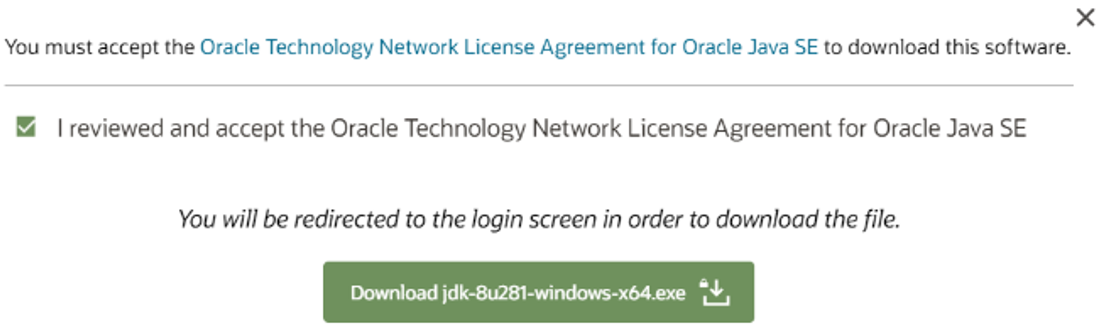 You must accept the Oracle Technology Network License Agreement for Oracle Java SE to download this software.
I reviewed and accept the Oracle Technology Network License Agreement for Oracle Java SE
You will be redirected to the login screen in order to download the file.
Download jdk-8u281-windows-x64.exe